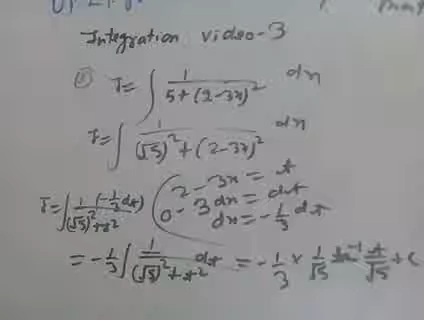 Integration video-3
I = ∫ 1/(5+(2-3x)²) dx
I = ∫ 1/((√5)²+(2-3x)²) dx
2-3x = t
0-3dx = dt
dx = -1/3 dt
I = ∫ 1(-1/3 dt)/((√5)²+t²)
= -1/3 ∫ 1/((√5)²+t²) dt = -1/3 × 1/√5 tan⁻¹ t/√5 + c